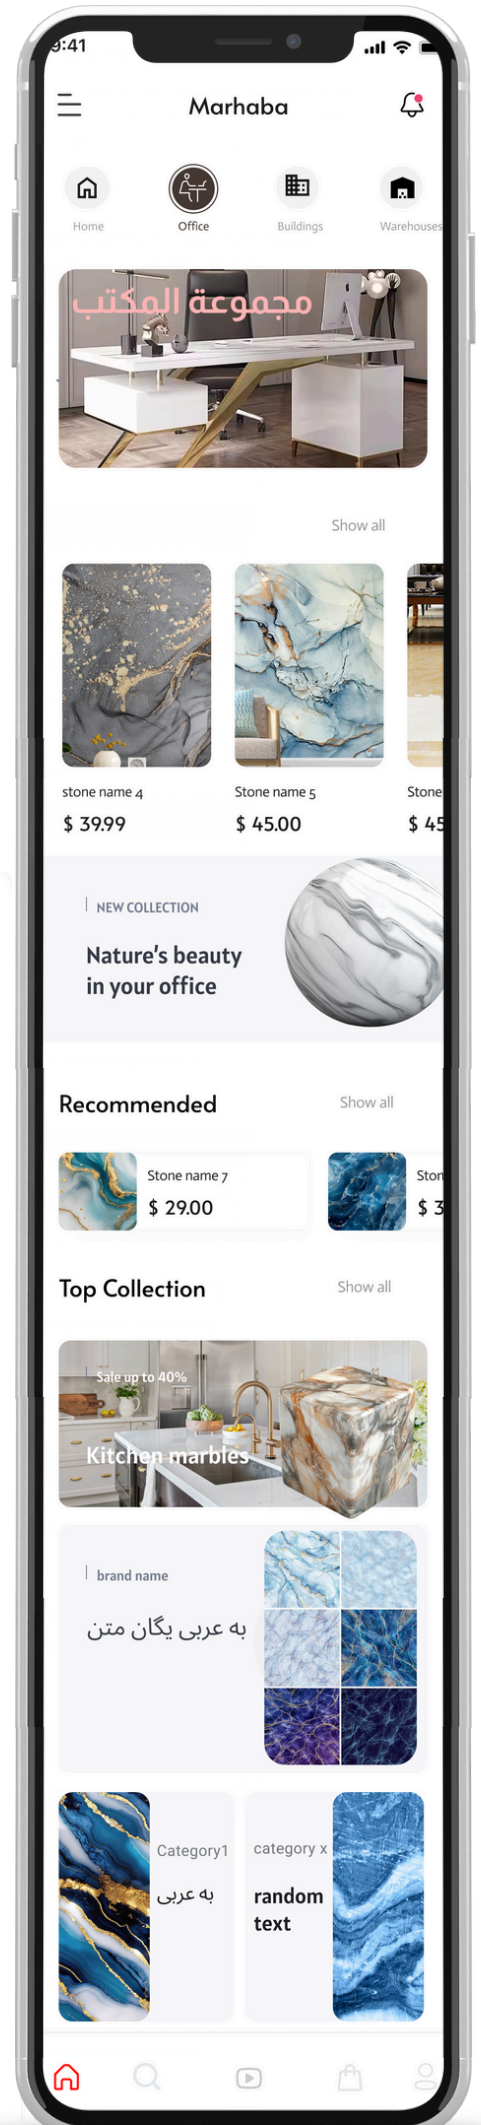 9:41
Marhaba
Home
Office
Buildings
Warehouses
مجموعة المكتب
Show all
stone name 4
$ 39.99
stone name 5
$ 45.00
Stone
$ 45
NEW COLLECTION
Nature's beauty
in your office
Recommended
Show all
Stone name 7
$ 29.00
Ston
$ 3
Top Collection
Show all
Sale up to 40%
Kitchen marbles
brand name
به عربی یگان متن
Category1
به عربی
category x
random
text